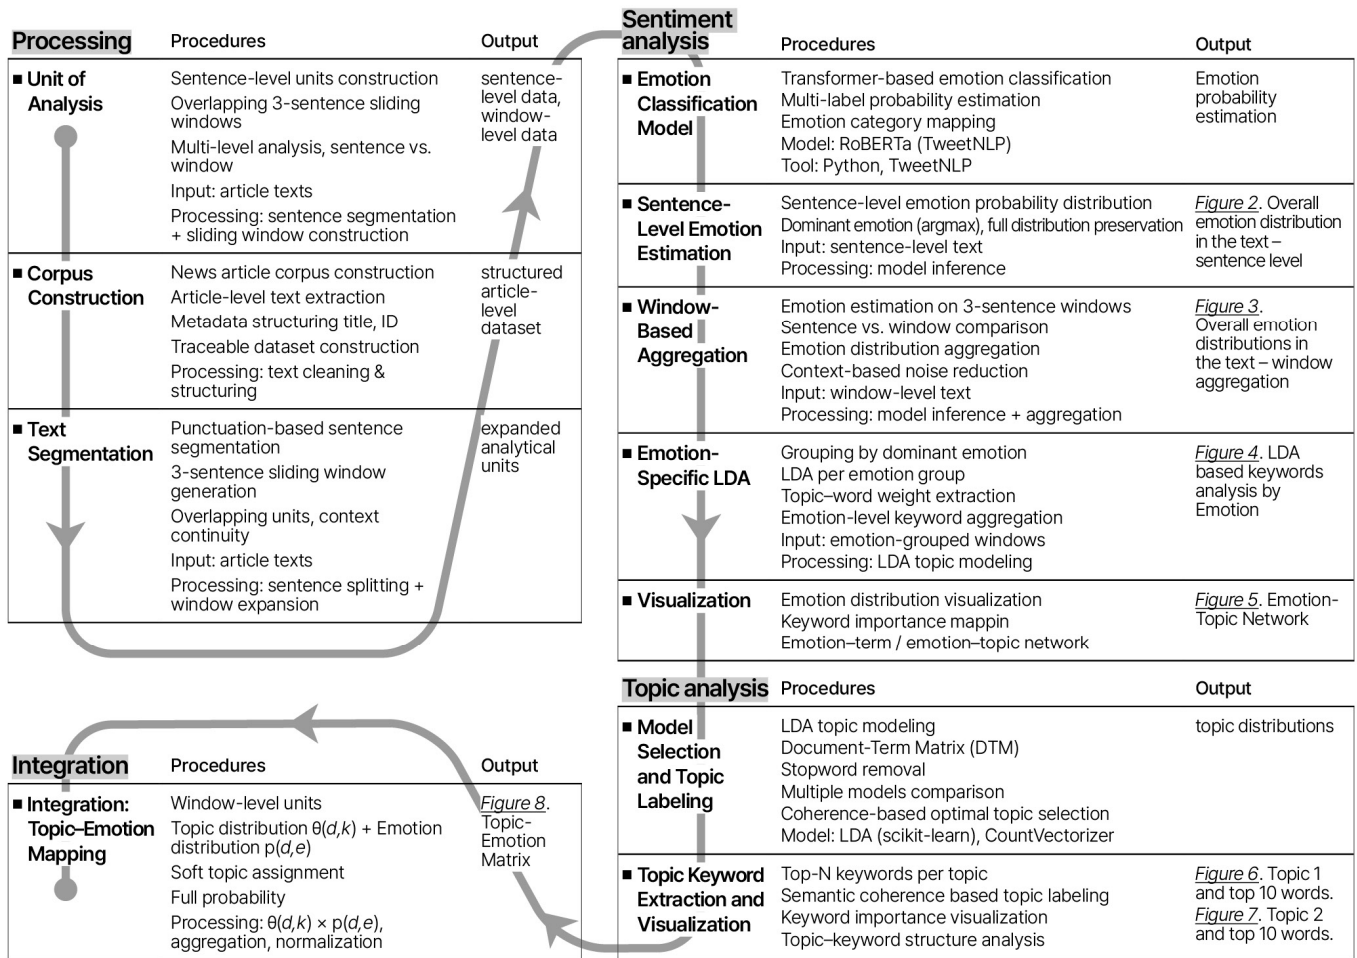 Processing Procedures Output
■ Unit of
Analysis
Sentence-level units construction
Overlapping 3-sentence sliding
windows
Multi-level analysis, sentence vs.
window
Input: article texts
Processing: sentence segmentation
+ sliding window construction
sentence-
level data,
window-
level data
■ Corpus
Construction
News article corpus construction
Article-level text extraction
Metadata structuring title, ID
Traceable dataset construction
Processing: text cleaning &
structuring
structured
article-
level
dataset
■ Text
Segmentation
Punctuation-based sentence
segmentation
3-sentence sliding window
generation
Overlapping units, context
continuity
Input: article texts
Processing: sentence splitting +
window expansion
expanded
analytical
units
Sentiment
analysis Procedures Output
■ Emotion
Classification
Model
Transformer-based emotion classification
Multi-label probability estimation
Emotion category mapping
Model: RoBERTa (TweetNLP)
Tool: Python, TweetNLP
Emotion
probability
estimation
■ Sentence-
Level Emotion
Estimation
Sentence-level emotion probability distribution
Dominant emotion (argmax), full distribution preservation
Input: sentence-level text
Processing: model inference
Figure 2. Overall
emotion distribution
in the text –
sentence level
■ Window-
Based
Aggregation
Emotion estimation on 3-sentence windows
Sentence vs. window comparison
Emotion distribution aggregation
Context-based noise reduction
Input: window-level text
Processing: model inference + aggregation
Figure 3.
Overall emotion
distributions in
the text – window
aggregation
■ Emotion-
Specific LDA
Grouping by dominant emotion
LDA per emotion group
Topic–word weight extraction
Emotion-level keyword aggregation
Input: emotion-grouped windows
Processing: LDA topic modeling
Figure 4. LDA
based keywords
analysis by
Emotion
■ Visualization
Emotion distribution visualization
Keyword importance mappin
Emotion–term / emotion–topic network
Figure 5. Emotion-
Topic Network
Topic analysis Procedures Output
■ Model
Selection
and Topic
Labeling
LDA topic modeling
Document-Term Matrix (DTM)
Stopword removal
Multiple models comparison
Coherence-based optimal topic selection
Model: LDA (scikit-learn), CountVectorizer
topic distributions
■ Topic Keyword
Extraction and
Visualization
Top-N keywords per topic
Semantic coherence based topic labeling
Keyword importance visualization
Topic–keyword structure analysis
Figure 6. Topic 1
and top 10 words.
Figure 7. Topic 2
and top 10 words.
Integration Procedures Output
■ Integration:
Topic–Emotion
Mapping
Window-level units
Topic distribution θ(d,k) + Emotion
distribution p(d,e)
Soft topic assignment
Full probability
Processing: θ(d,k) × p(d,e),
aggregation, normalization
Figure 8.
Topic-
Emotion
Matrix